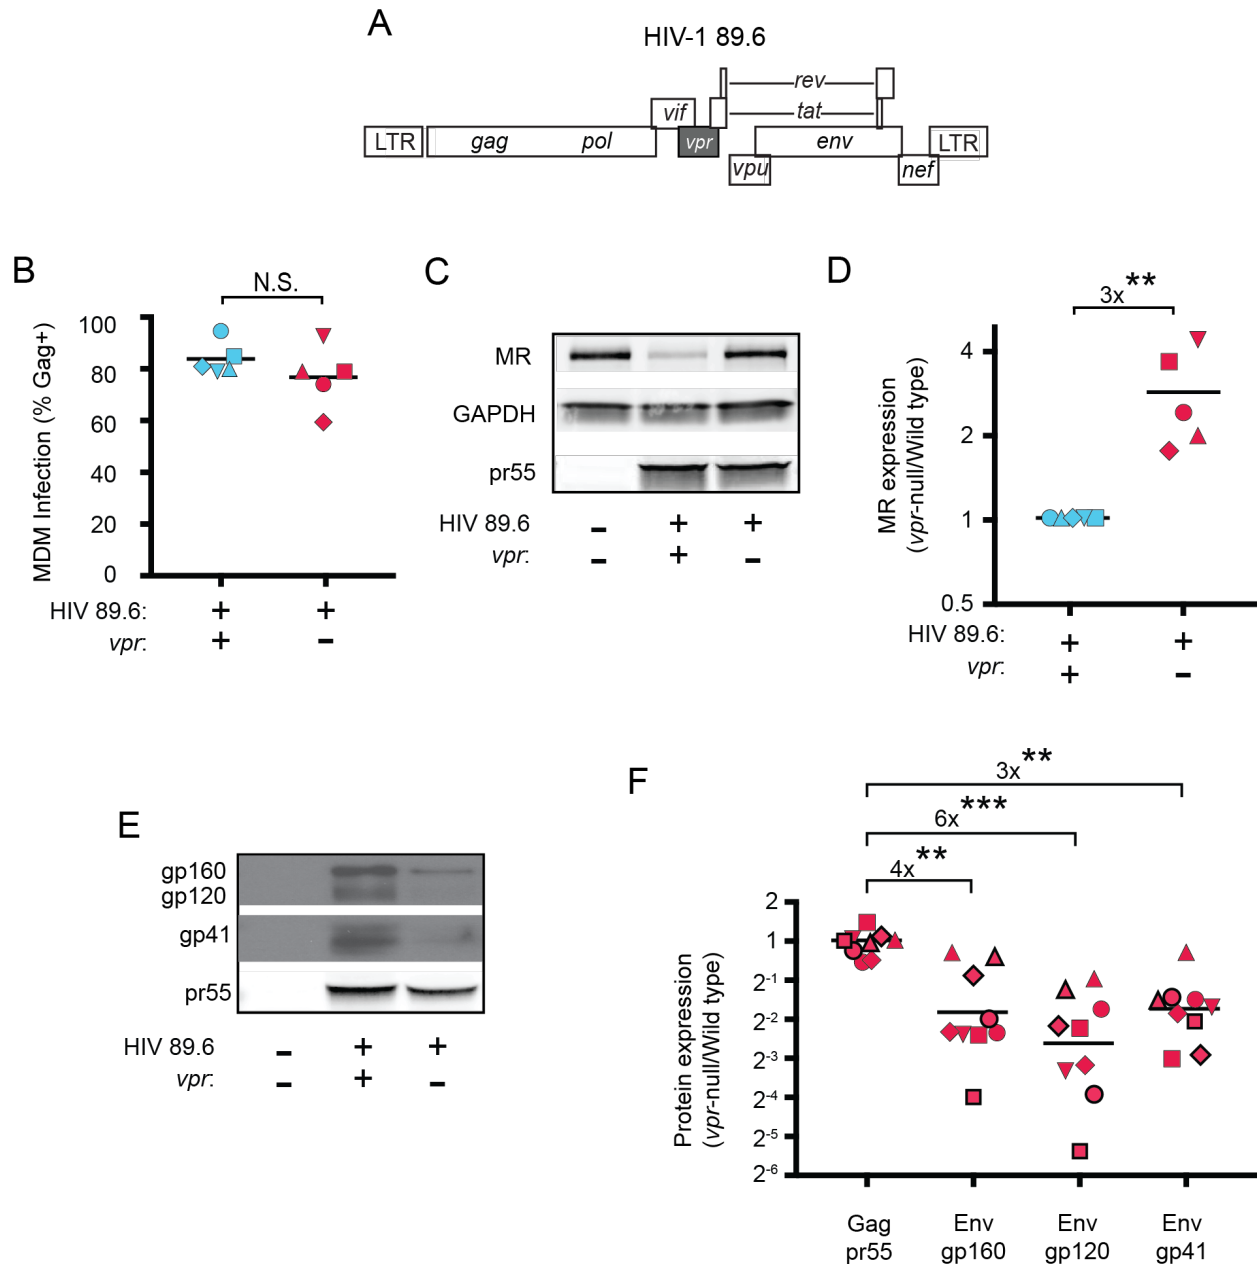 A
HIV-1 89.6
rev
vif
tat
LTR
gag
pol
vpr
env
LTR
vpu
nef
B
N.S.
MDM Infection (% Gag+)
100
80
60
40
20
0
HIV 89.6: + +
vpr: + -
C
MR
GAPDH
pr55
HIV 89.6 - + +
vpr: - + -
D
3x**
MR expression
(vpr-null/Wild type)
4
2
1
0.5
HIV 89.6: + +
vpr: + -
E
gp160
gp120
gp41
pr55
HIV 89.6 - + +
vpr: - + -
F
3x**
6x***
4x**
Protein expression
(vpr-null/Wild type)
2
1
2-1
2-2
2-3
2-4
2-5
2-6
Gag Env Env Env
pr55 gp160 gp120 gp41